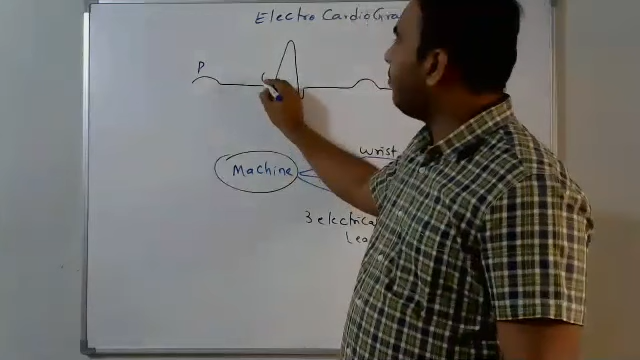 Electro CardioGra
P
wrist
Machine
3 electrica
Lea